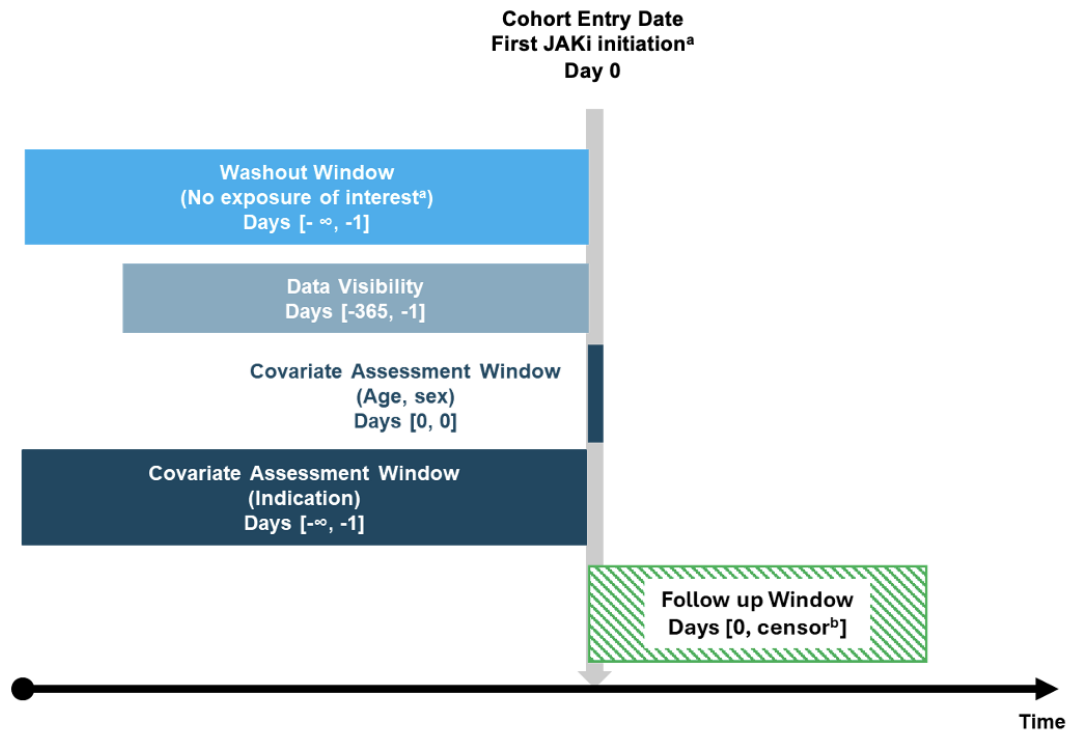 Cohort Entry Date
First JAKi initiationᵃ
Day 0
Washout Window
(No exposure of interestᵃ)
Days [- ∞, -1]
Data Visibility
Days [-365, -1]
Covariate Assessment Window
(Age, sex)
Days [0, 0]
Covariate Assessment Window
(Indication)
Days [-∞, -1]
Follow up Window
Days [0, censorᵇ]
Time